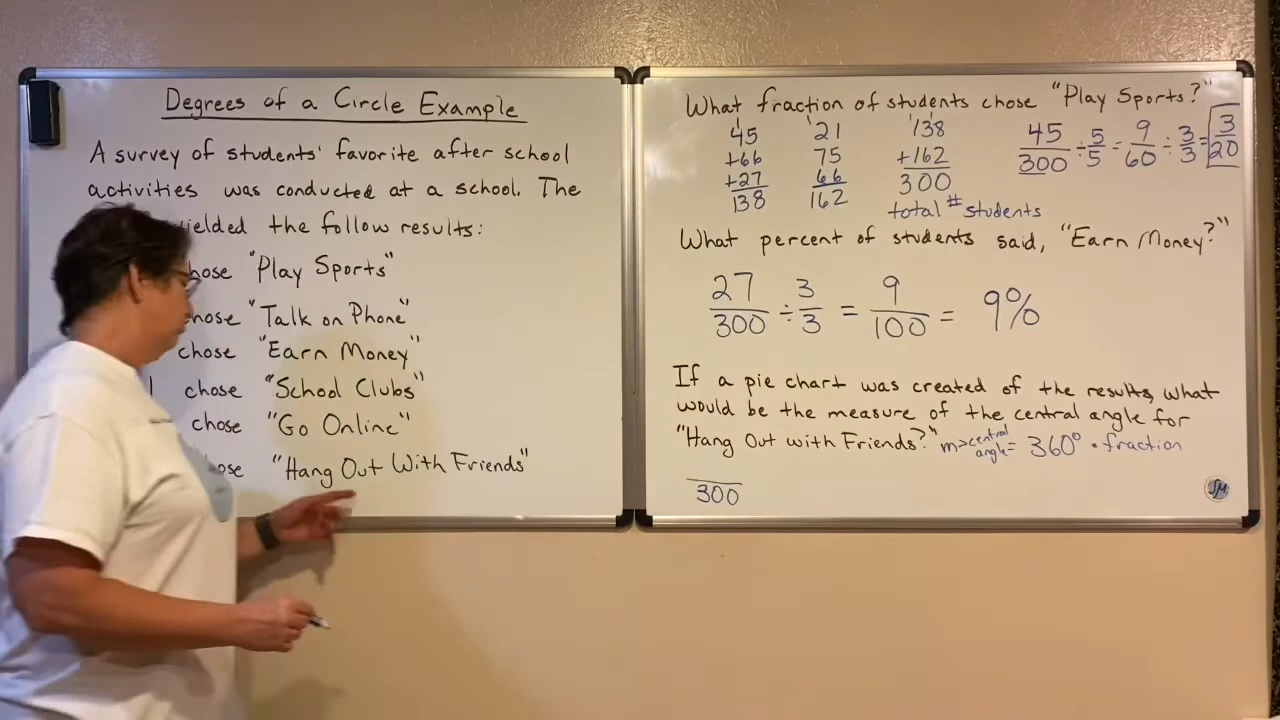 Degrees of a Circle Example
A survey of students' favorite after school
activities was conducted at a school. The
yielded the follow results:
"Play Sports"
"Talk on Phone"
chose "Earn Money"
chose "School Clubs"
chose "Go Online"
"Hang Out With Friends"
What fraction of students chose "Play Sports?"
45 21 138 45/300 ÷ 5/5 = 9/60 ÷ 3/3 = 3/20
+66 75 +162
+27 66 300
138 162
total # students
What percent of students said, "Earn Money?"
27/300 ÷ 3/3 = 9/100 = 9%
If a pie chart was created of the results, what
would be the measure of the central angle for
"Hang Out with Friends?" m> central angle = 360° • fraction
300
SM